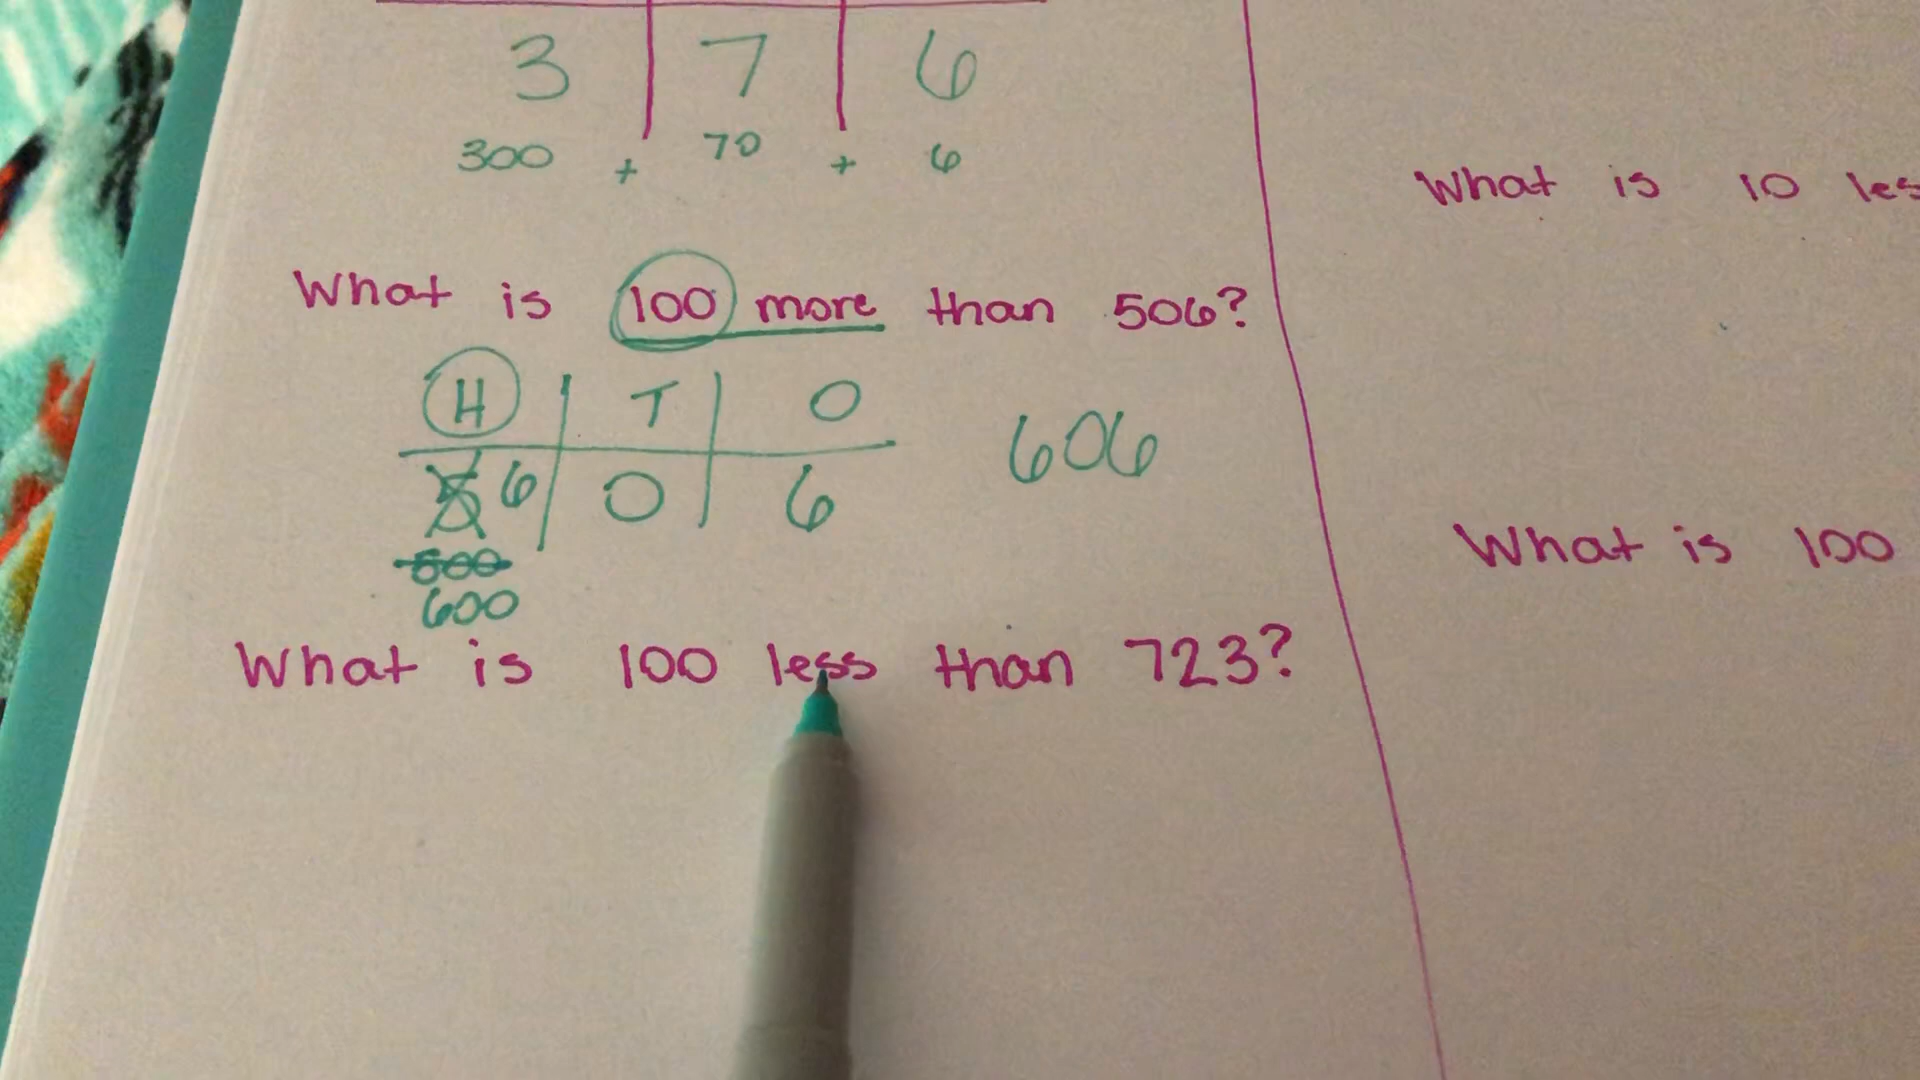 3 7 6
300 + 70 + 6
What is 100 more than 506?
H T O
5 6 0 6
606
500
600
What is 100 less than 723?
What is 10
What is 100